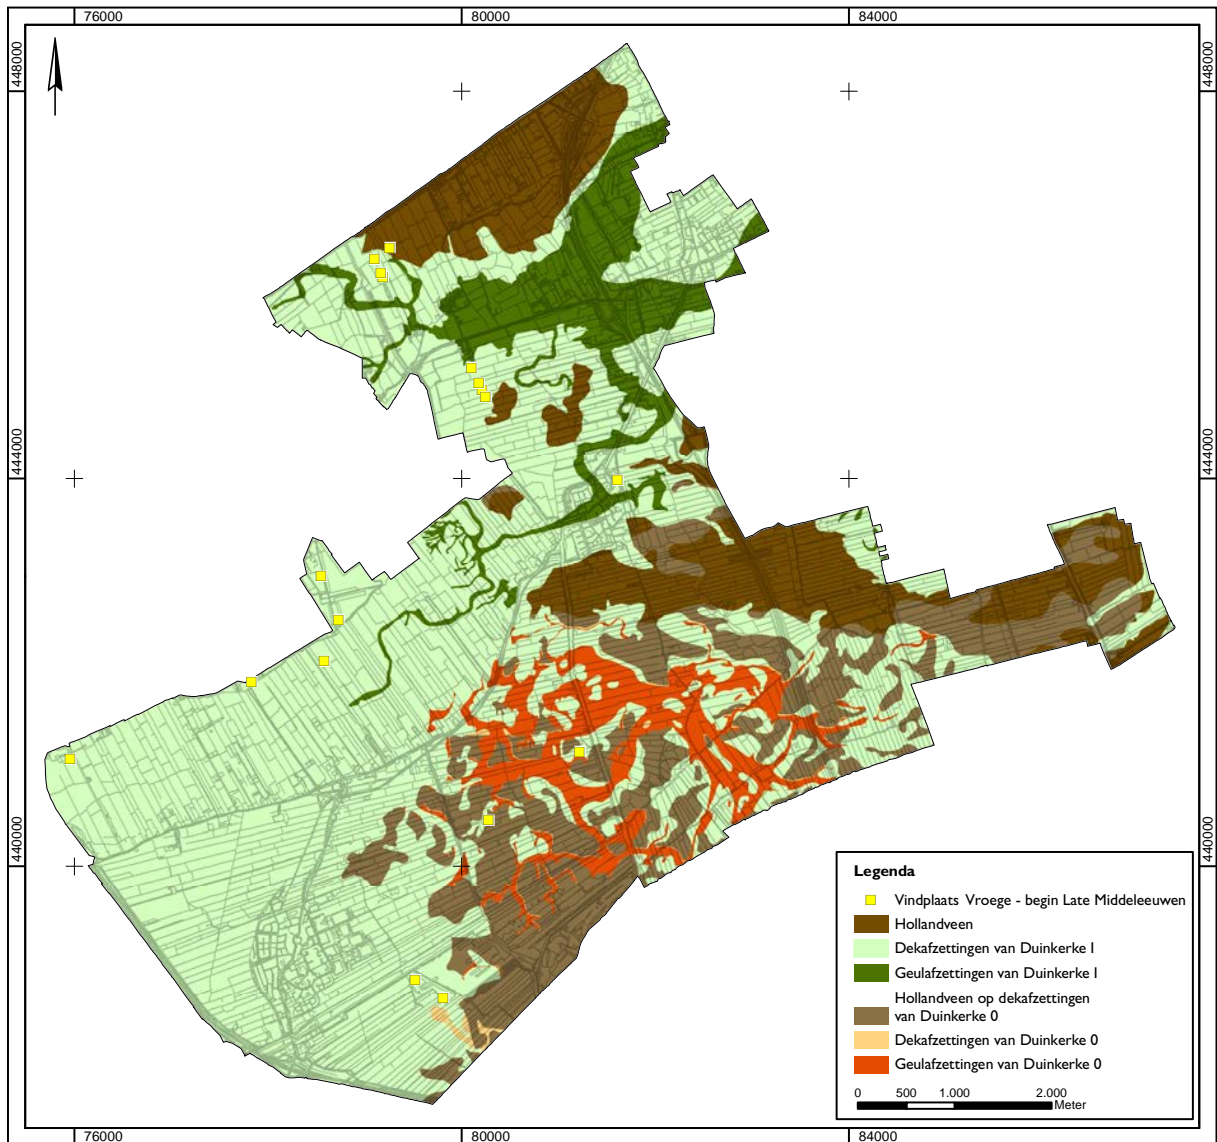 76000
80000
84000
448000
448000
444000
444000
440000
440000
Legenda
Vindplaats Vroege - begin Late Middeleeuwen
Hollandveen
Dekafzettingen van Duinkerke I
Geulafzettingen van Duinkerke I
Hollandveen op dekafzettingen
van Duinkerke 0
Dekafzettingen van Duinkerke 0
Geulafzettingen van Duinkerke 0
0 500 1.000 2.000
Meter
76000
80000
84000